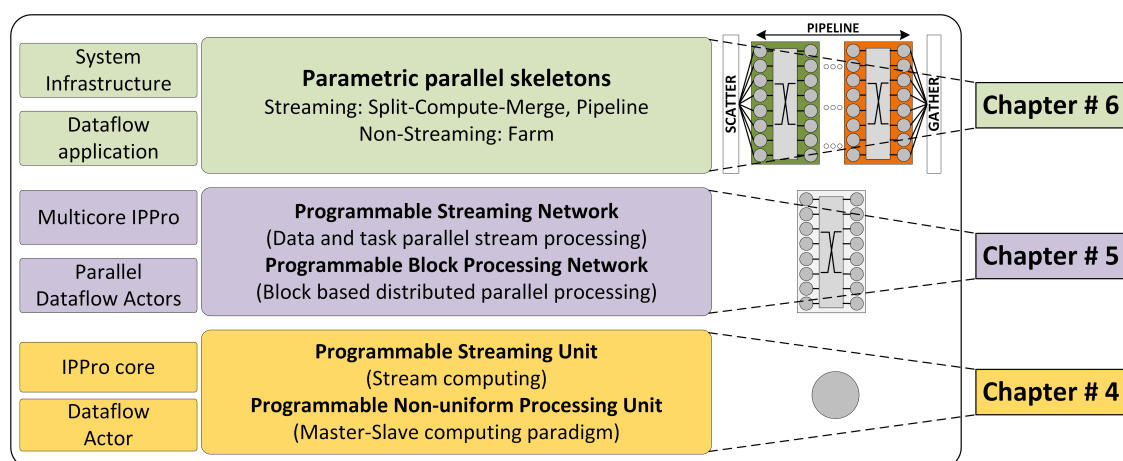 System
Infrastructure
Dataflow
application
Parametric parallel skeletons
Streaming: Split-Compute-Merge, Pipeline
Non-Streaming: Farm
PIPELINE
SCATTER
GATHER
Chapter # 6
Multicore IPPro
Parallel
Dataflow Actors
Programmable Streaming Network
(Data and task parallel stream processing)
Programmable Block Processing Network
(Block based distributed parallel processing)
Chapter # 5
IPPro core
Dataflow
Actor
Programmable Streaming Unit
(Stream computing)
Programmable Non-uniform Processing Unit
(Master-Slave computing paradigm)
Chapter # 4